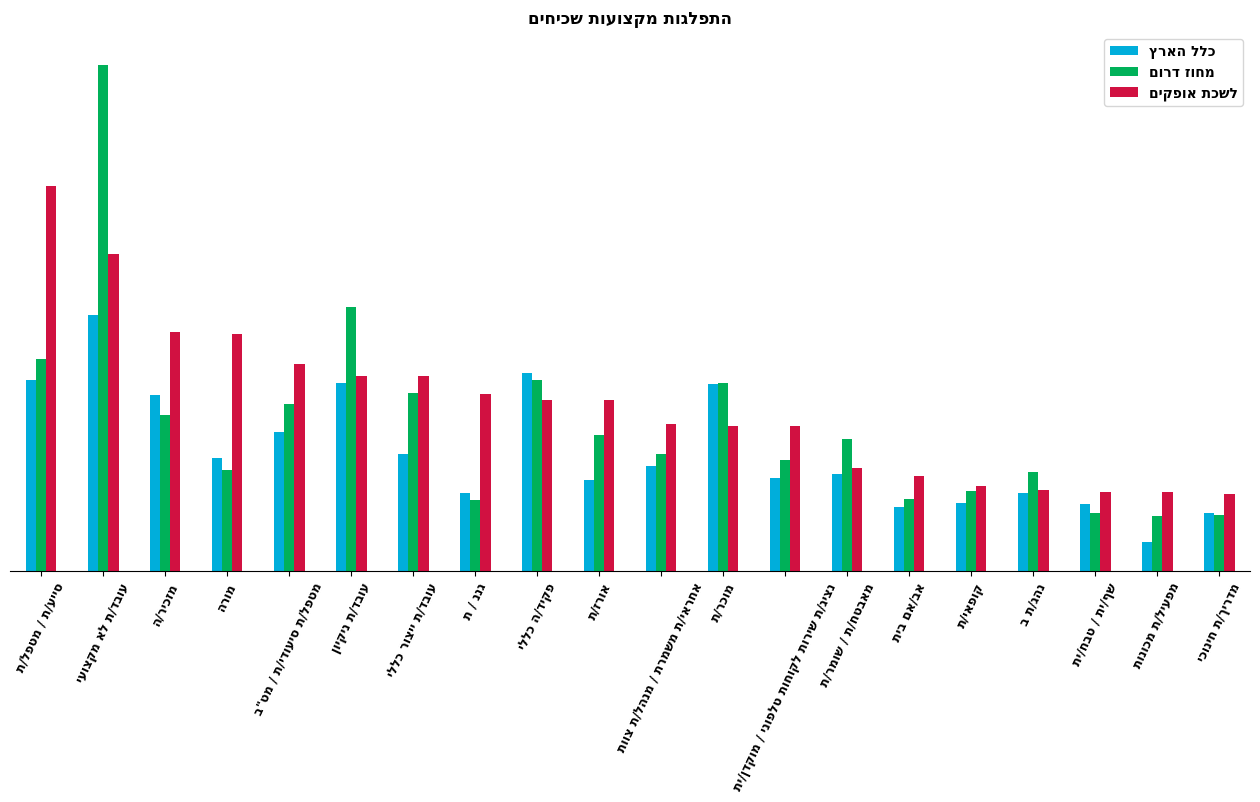 התפלגות מקצועות שכיחים
כלל הארץ
מחוז דרום
לשכת אופקים
סייע/ת / מטפל/ת
עובד/ת לא מקצועי
מזכיר/ה
מורה
מטפל/ת סיעודי/ת / מט"ב
עובד/ת ניקיון
עובד/ת ייצור כללי
גנן / ת
פקיד/ה כללי
אורז/ת
אחראי/ת משמרת / מנהל/ת צוות
מוכר/ת
נציג/ת שירות לקוחות טלפוני / מוקדן/ית
מאבטח/ת / שומר/ת
אב/אם בית
קופאי/ת
נהג/ת ב
שף/ית / טבח/ית
מפעיל/ת מכונות
מדריך/ת חינוכי